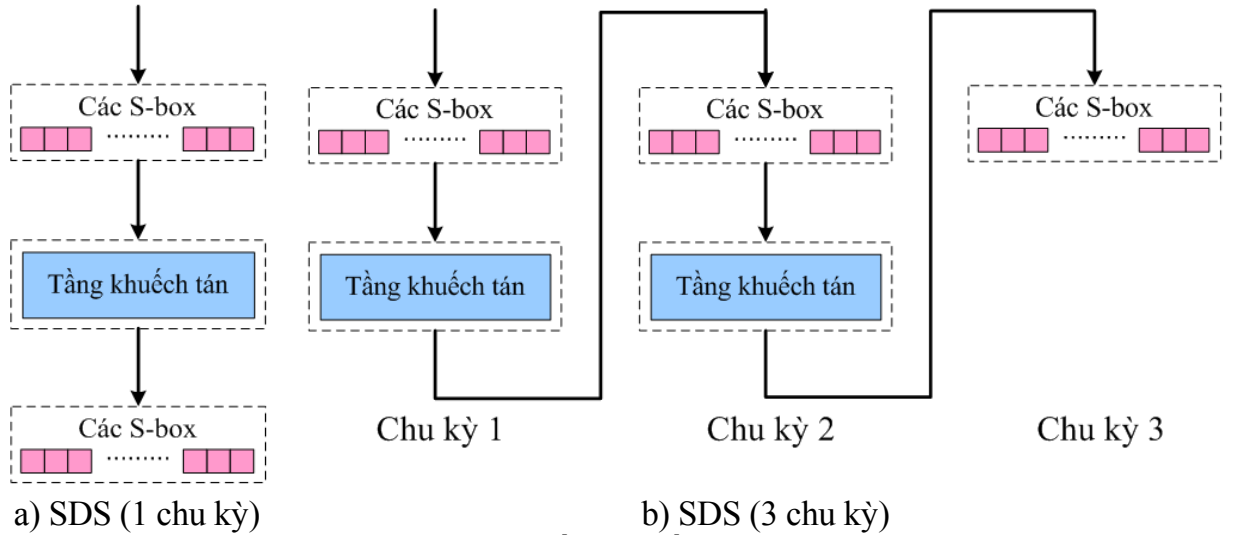 Các S-box
.........
Tầng khuếch tán
Các S-box
.........
a) SDS (1 chu kỳ)
Các S-box
.........
Tầng khuếch tán
Chu kỳ 1
Các S-box
.........
Tầng khuếch tán
Chu kỳ 2
Các S-box
.........
Chu kỳ 3
b) SDS (3 chu kỳ)